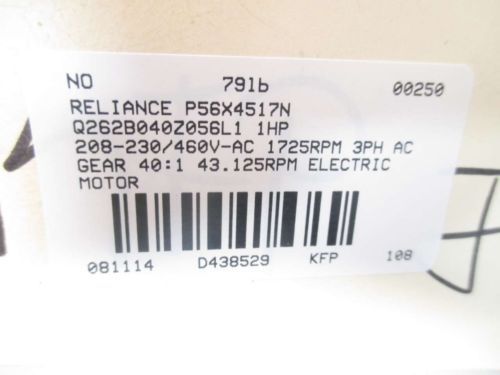 NO 79lb 00250
RELIANCE P56X4517N
Q262B040Z056L1 1HP
208-230/460V-AC 1725RPM 3PH AC
GEAR 40:1 43.125RPM ELECTRIC
MOTOR
081114 D438529 KFP 108